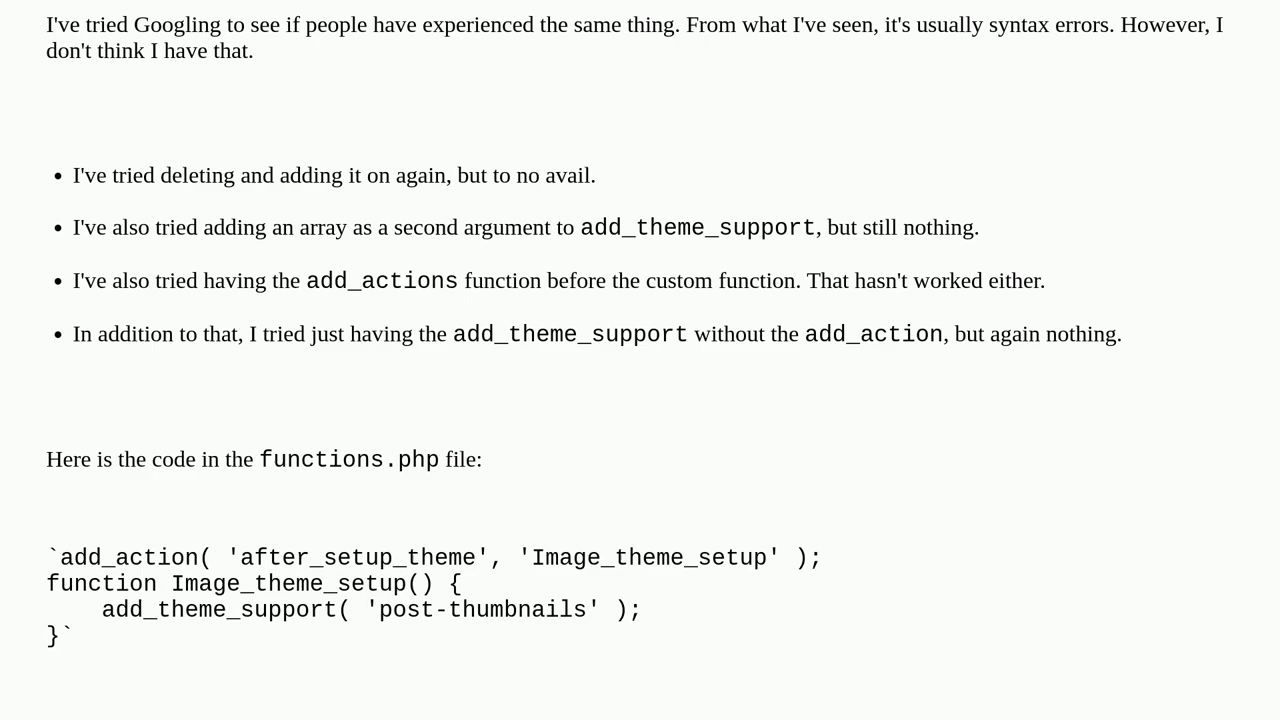 I've tried Googling to see if people have experienced the same thing. From what I've seen, it's usually syntax errors. However, I
don't think I have that.
• I've tried deleting and adding it on again, but to no avail.
• I've also tried adding an array as a second argument to add_theme_support, but still nothing.
• I've also tried having the add_actions function before the custom function. That hasn't worked either.
• In addition to that, I tried just having the add_theme_support without the add_action, but again nothing.
Here is the code in the functions.php file:
`add_action( 'after_setup_theme', 'Image_theme_setup' );
function Image_theme_setup() {
    add_theme_support( 'post-thumbnails' );
}`